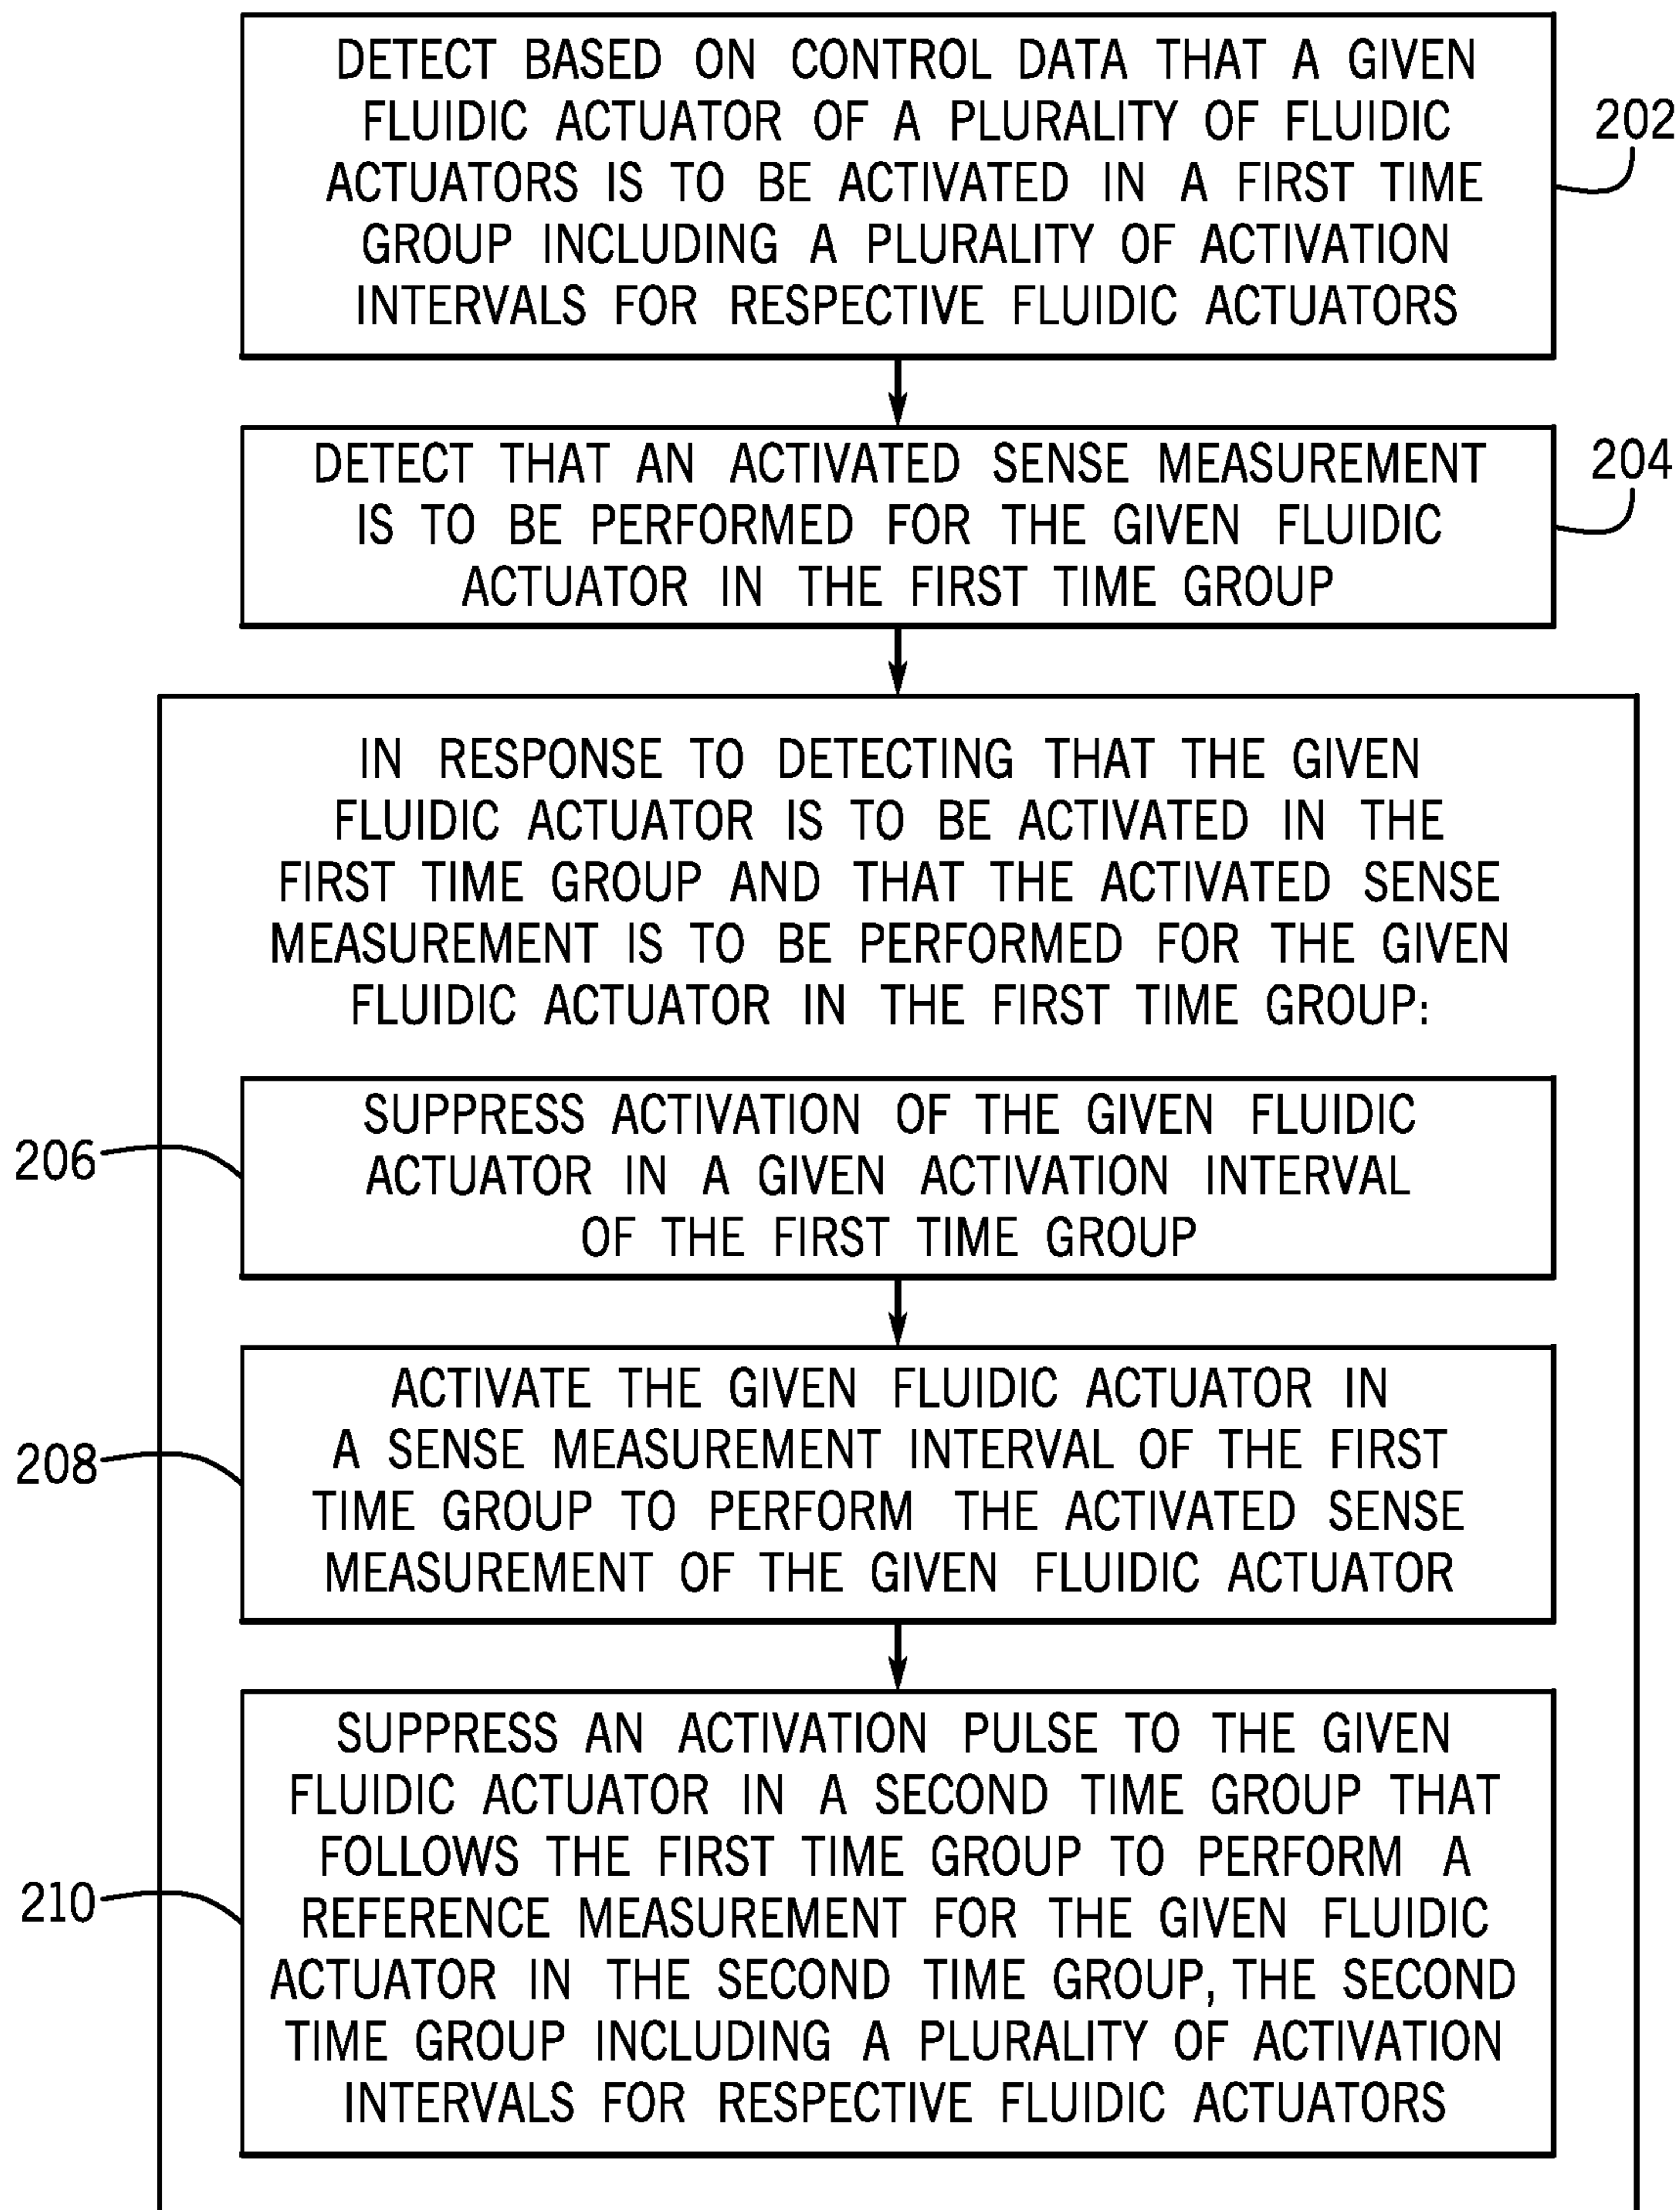 DETECT BASED ON CONTROL DATA THAT A GIVEN
FLUIDIC ACTUATOR OF A PLURALITY OF FLUIDIC
ACTUATORS IS TO BE ACTIVATED IN A FIRST TIME
GROUP INCLUDING A PLURALITY OF ACTIVATION
INTERVALS FOR RESPECTIVE FLUIDIC ACTUATORS
202
DETECT THAT AN ACTIVATED SENSE MEASUREMENT
IS TO BE PERFORMED FOR THE GIVEN FLUIDIC
ACTUATOR IN THE FIRST TIME GROUP
204
IN RESPONSE TO DETECTING THAT THE GIVEN
FLUIDIC ACTUATOR IS TO BE ACTIVATED IN THE
FIRST TIME GROUP AND THAT THE ACTIVATED SENSE
MEASUREMENT IS TO BE PERFORMED FOR THE GIVEN
FLUIDIC ACTUATOR IN THE FIRST TIME GROUP:
206
SUPPRESS ACTIVATION OF THE GIVEN FLUIDIC
ACTUATOR IN A GIVEN ACTIVATION INTERVAL
OF THE FIRST TIME GROUP
208
ACTIVATE THE GIVEN FLUIDIC ACTUATOR IN
A SENSE MEASUREMENT INTERVAL OF THE FIRST
TIME GROUP TO PERFORM THE ACTIVATED SENSE
MEASUREMENT OF THE GIVEN FLUIDIC ACTUATOR
210
SUPPRESS AN ACTIVATION PULSE TO THE GIVEN
FLUIDIC ACTUATOR IN A SECOND TIME GROUP THAT
FOLLOWS THE FIRST TIME GROUP TO PERFORM A
REFERENCE MEASUREMENT FOR THE GIVEN FLUIDIC
ACTUATOR IN THE SECOND TIME GROUP, THE SECOND
TIME GROUP INCLUDING A PLURALITY OF ACTIVATION
INTERVALS FOR RESPECTIVE FLUIDIC ACTUATORS